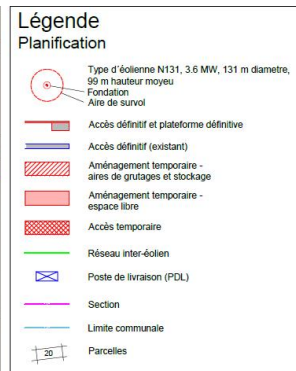 Légende
Planification
Type d'éolienne N131, 3.6 MW, 131 m diametre,
99 m hauteur moyeu
Fondation
Aire de survol
Accès définitif et plateforme définitive
Accès définitif (existant)
Aménagement temporaire -
aires de grutages et stockage
Aménagement temporaire -
espace libre
Accès temporaire
Réseau inter-éolien
Poste de livraison (PDL)
Section
Limite communale
20
Parcelles